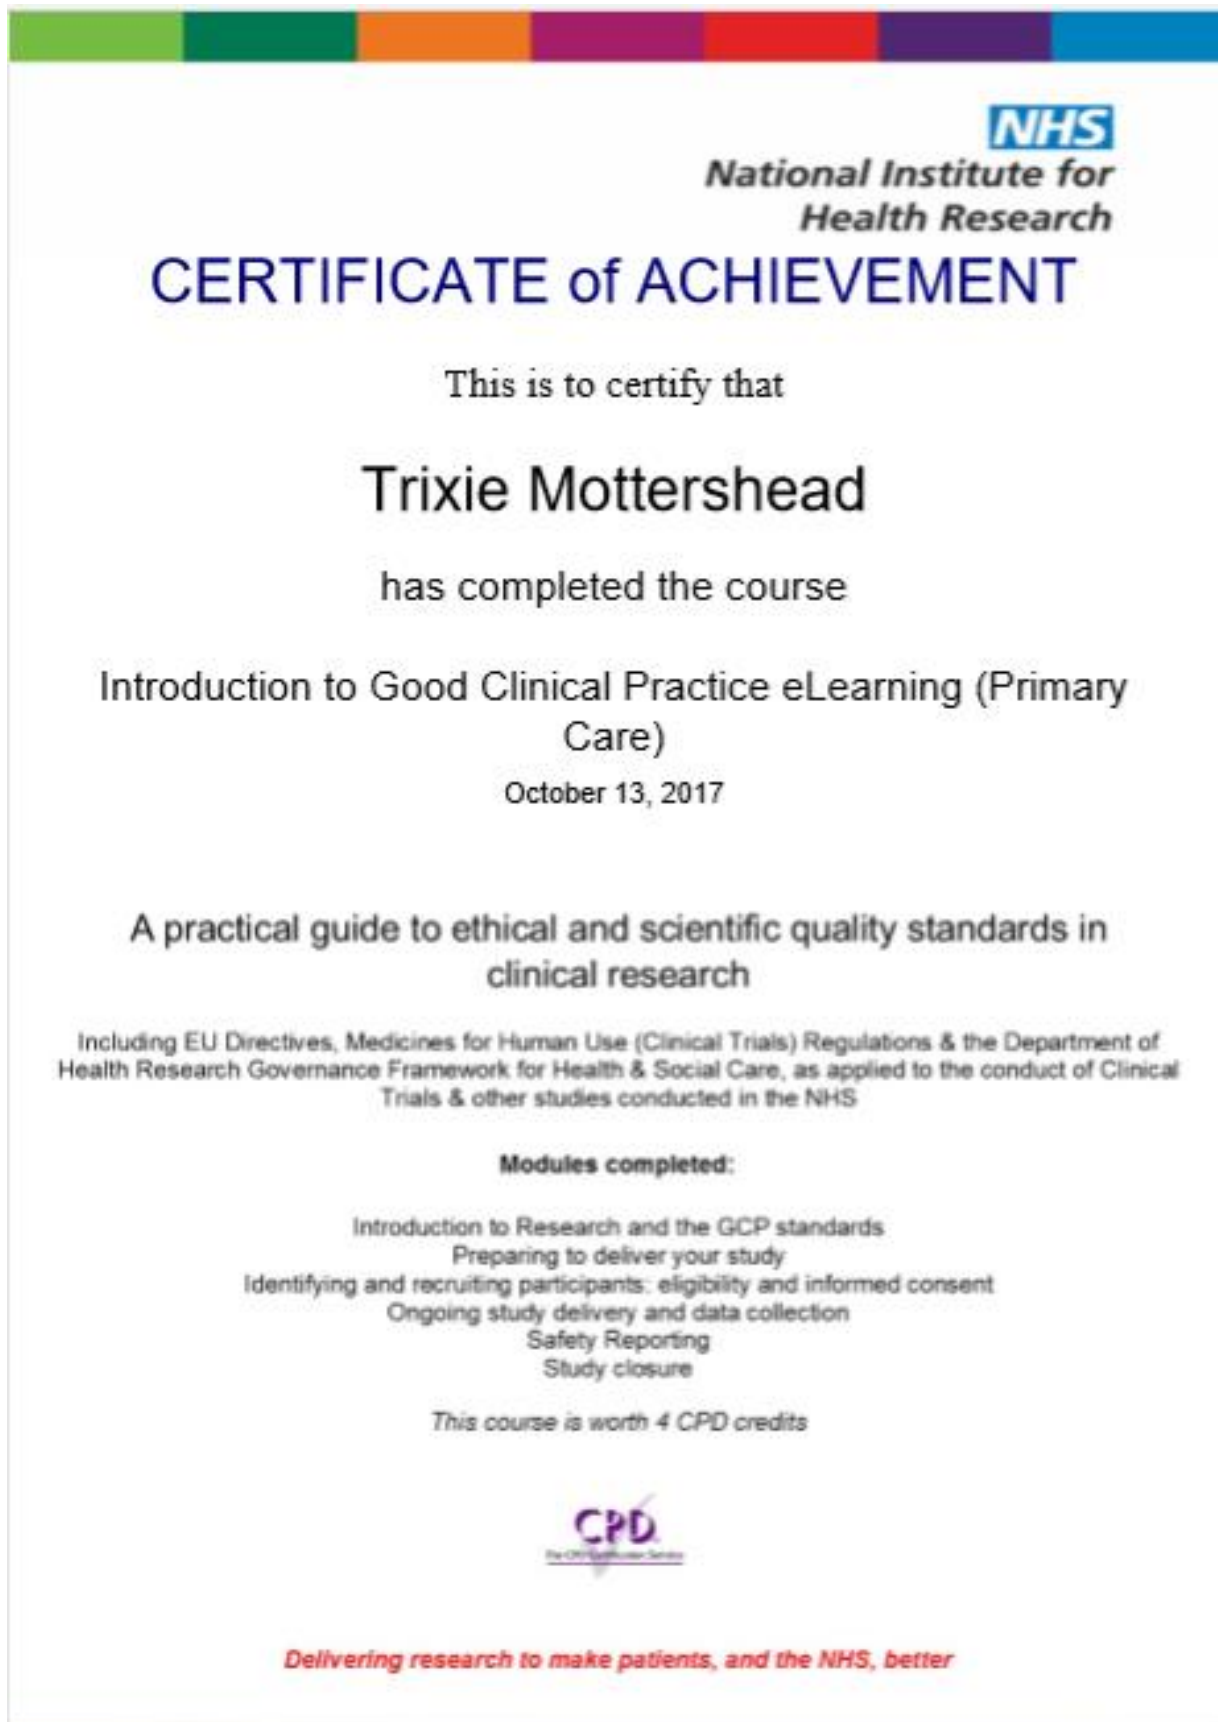 NHS
National Institute for
Health Research
CERTIFICATE of ACHIEVEMENT
This is to certify that
Trixie Mottershead
has completed the course
Introduction to Good Clinical Practice eLearning (Primary
Care)
October 13, 2017
A practical guide to ethical and scientific quality standards in
clinical research
Including EU Directives, Medicines for Human Use (Clinical Trials) Regulations & the Department of
Health Research Governance Framework for Health & Social Care, as applied to the conduct of Clinical
Trials & other studies conducted in the NHS
Modules completed:
Introduction to Research and the GCP standards
Preparing to deliver your study
Identifying and recruiting participants: eligibility and informed consent
Ongoing study delivery and data collection
Safety Reporting
Study closure
This course is worth 4 CPD credits
CPD
The CPD Certification Service
Delivering research to make patients, and the NHS, better